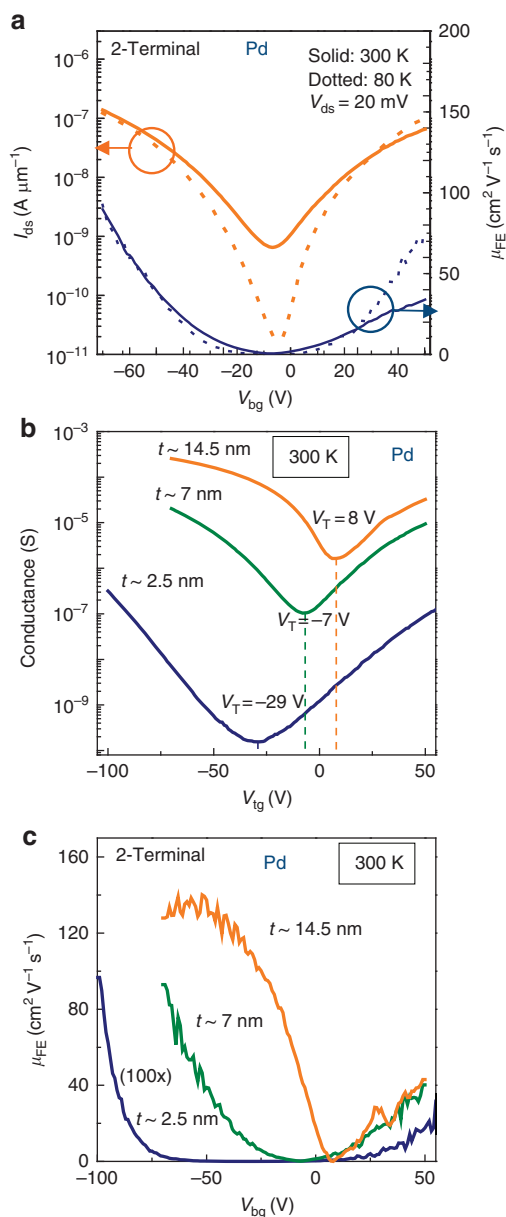 a
2-Terminal
Pd
Solid: 300 K
Dotted: 80 K
V_ds = 20 mV
10⁻⁶
10⁻⁷
10⁻⁸
10⁻⁹
10⁻¹⁰
10⁻¹¹
I_ds (A μm⁻¹)
200
150
100
50
0
μ_FE (cm² V⁻¹ s⁻¹)
−60 −40 −20 0 20 40
V_bg (V)
b
10⁻³
10⁻⁵
10⁻⁷
10⁻⁹
Conductance (S)
t ~ 14.5 nm
300 K
Pd
t ~ 7 nm
V_T = 8 V
t ~ 2.5 nm
V_T = −7 V
V_T = −29 V
−100 −50 0 50
V_tg (V)
c
2-Terminal
Pd
300 K
160
120
80
40
0
μ_FE (cm² V⁻¹ s⁻¹)
t ~ 14.5 nm
t ~ 7 nm
(100x)
t ~ 2.5 nm
−100 −50 0 50
V_bg (V)